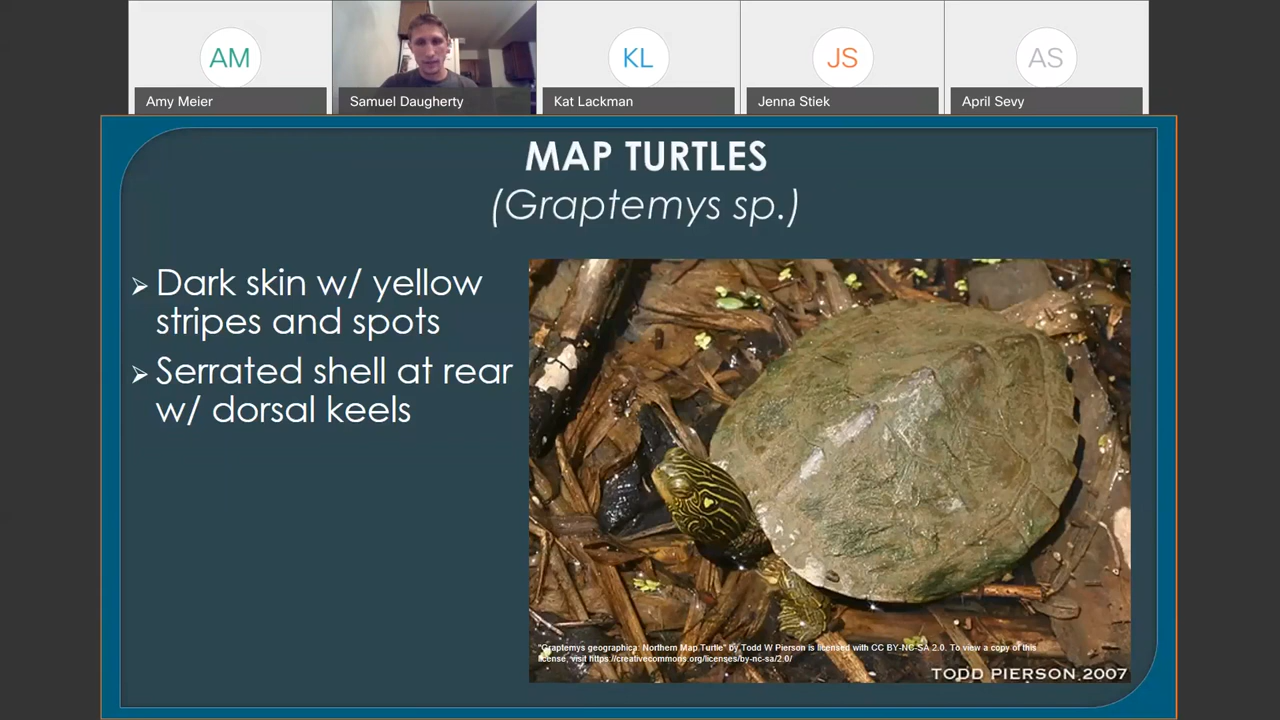 AM
KL
JS
AS
Amy Meier
Samuel Daugherty
Kat Lackman
Jenna Stiek
April Sevy
MAP TURTLES
(Graptemys sp.)
Dark skin w/ yellow
stripes and spots
Serrated shell at rear
w/ dorsal keels
"Graptemys geographica: Northern Map Turtle" by Todd W Pierson is licensed with CC BY-NC-SA 2.0. To view a copy of this
license, visit https://creativecommons.org/licenses/by-nc-sa/2.0/
TODD PIERSON 2007